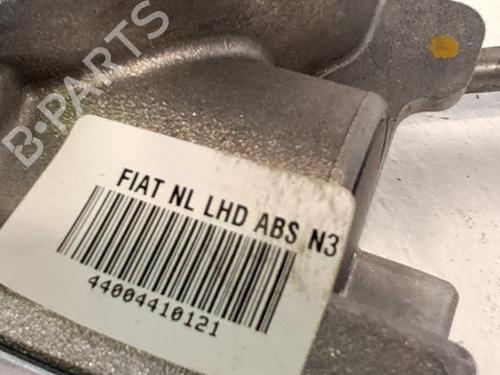 B-PARTS
FIAT NL LHD ABS N3
44004410121